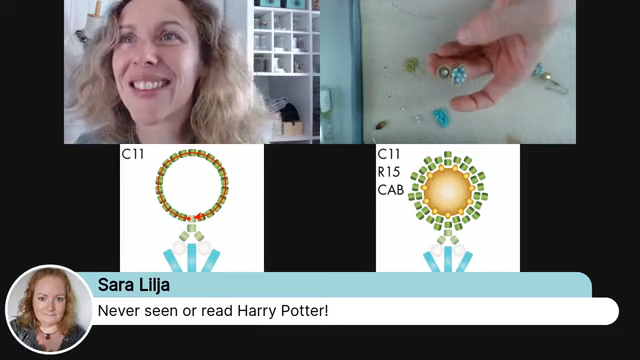 C11
C11
R15
CAB
Sara Lilja
Never seen or read Harry Potter!